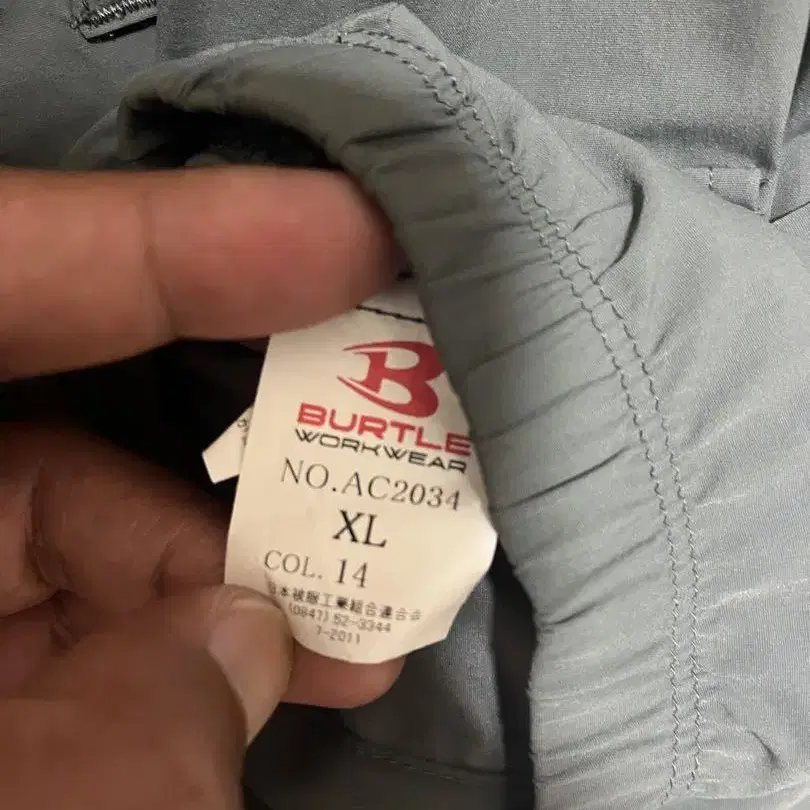 BURTLE
WORKWEAR
NO.AC2034
XL
COL. 14
日本被服工業組合連合会
(0847) 52-3344
7-2011